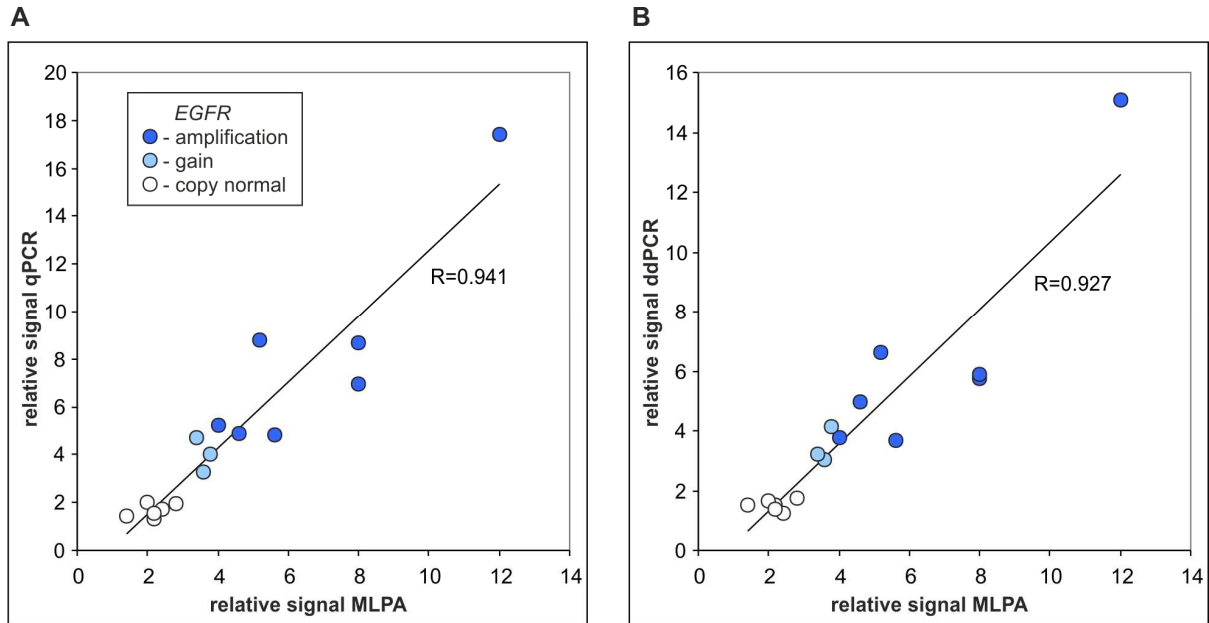 A
20
18
16
14
12
10
8
6
4
2
0
0 2 4 6 8 10 12 14
relative signal qPCR
relative signal MLPA
EGFR
- amplification
- gain
- copy normal
R=0.941
B
16
14
12
10
8
6
4
2
0
0 2 4 6 8 10 12 14
relative signal ddPCR
relative signal MLPA
R=0.927